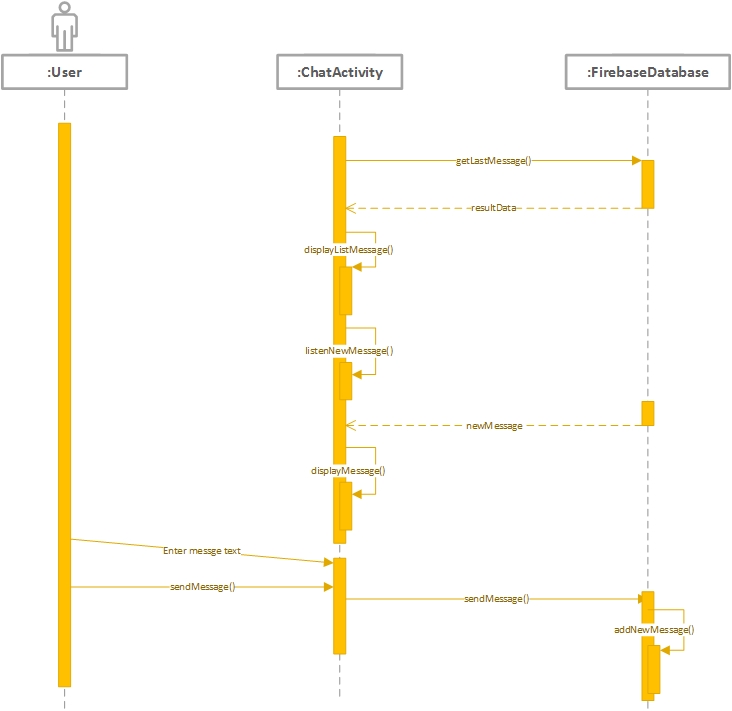 :User
:ChatActivity
:FirebaseDatabase
getLastMessage()
resultData
displayListMessage()
listenNewMessage()
newMessage
displayMessage()
Enter messge text
sendMessage()
sendMessage()
addNewMessage()